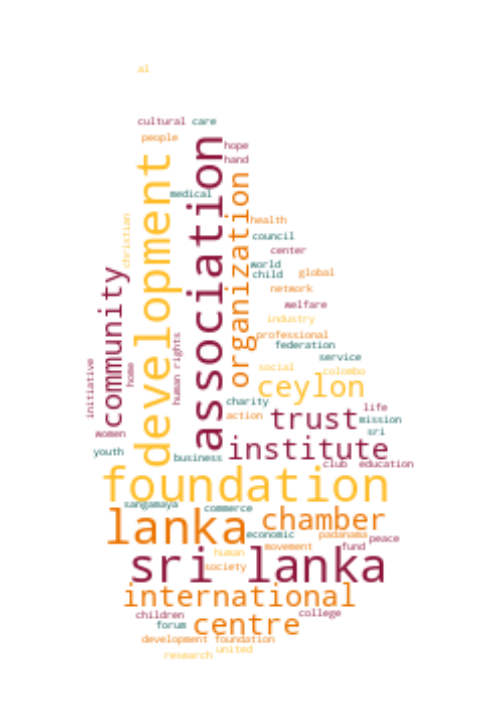 al
cultural care
people
hope
hand
association
development
organization
medical
health
christian
council
center
world
child
global
community
network
welfare
industry
professional
federation
human rights
service
initiative
home
social
colombo
ceylon
charity
action
trust
life
mission
sri
women
institute
youth
business
club
education
foundation
sangamaya
commerce
lanka
chamber
economic
padanama
peace
human
movement
fund
sri lanka
society
international
children
college
forum
centre
development foundation
research
united